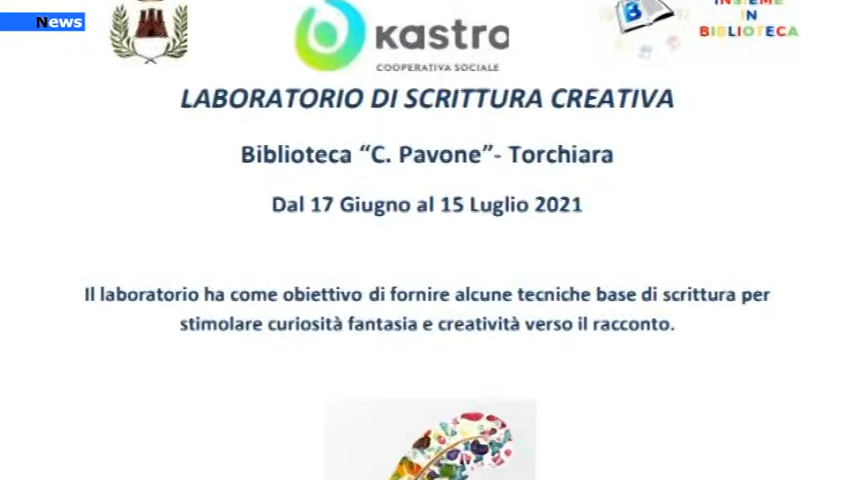 News
INSIEME
IN
BIBLIOTECA
B
Kastro
COOPERATIVA SOCIALE
LABORATORIO DI SCRITTURA CREATIVA
Biblioteca “C. Pavone”- Torchiara
Dal 17 Giugno al 15 Luglio 2021
Il laboratorio ha come obiettivo di fornire alcune tecniche base di scrittura per
stimolare curiosità fantasia e creatività verso il racconto.